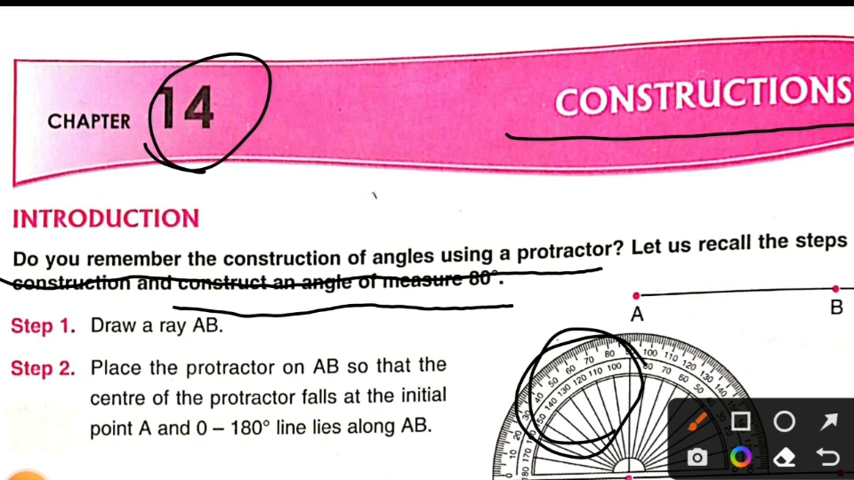 CHAPTER 14
CONSTRUCTIONS
INTRODUCTION
Do you remember the construction of angles using a protractor? Let us recall the steps
construction and construct an angle of measure 80°.
Step 1. Draw a ray AB.
A B
Step 2. Place the protractor on AB so that the
centre of the protractor falls at the initial
point A and 0 – 180° line lies along AB.